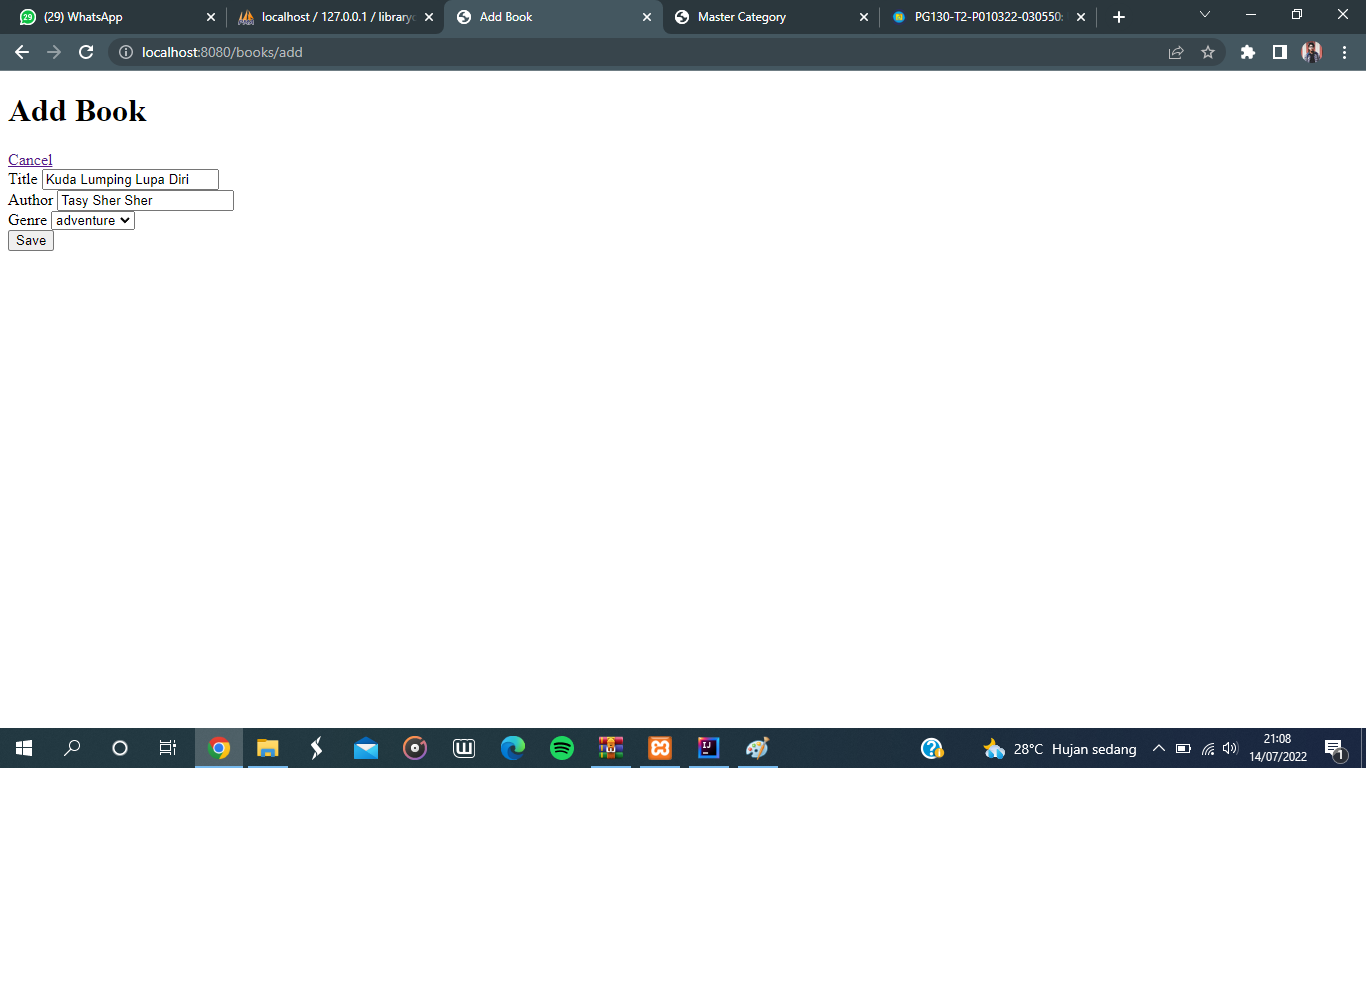 29 (29) WhatsApp
localhost / 127.0.0.1 / library
Add Book
Master Category
PG130-T2-P010322-030550:
localhost:8080/books/add
Add Book
Cancel
Title Kuda Lumping Lupa Diri
Author Tasy Sher Sher
Genre adventure
Save
28°C Hujan sedang
21:08
14/07/2022
1